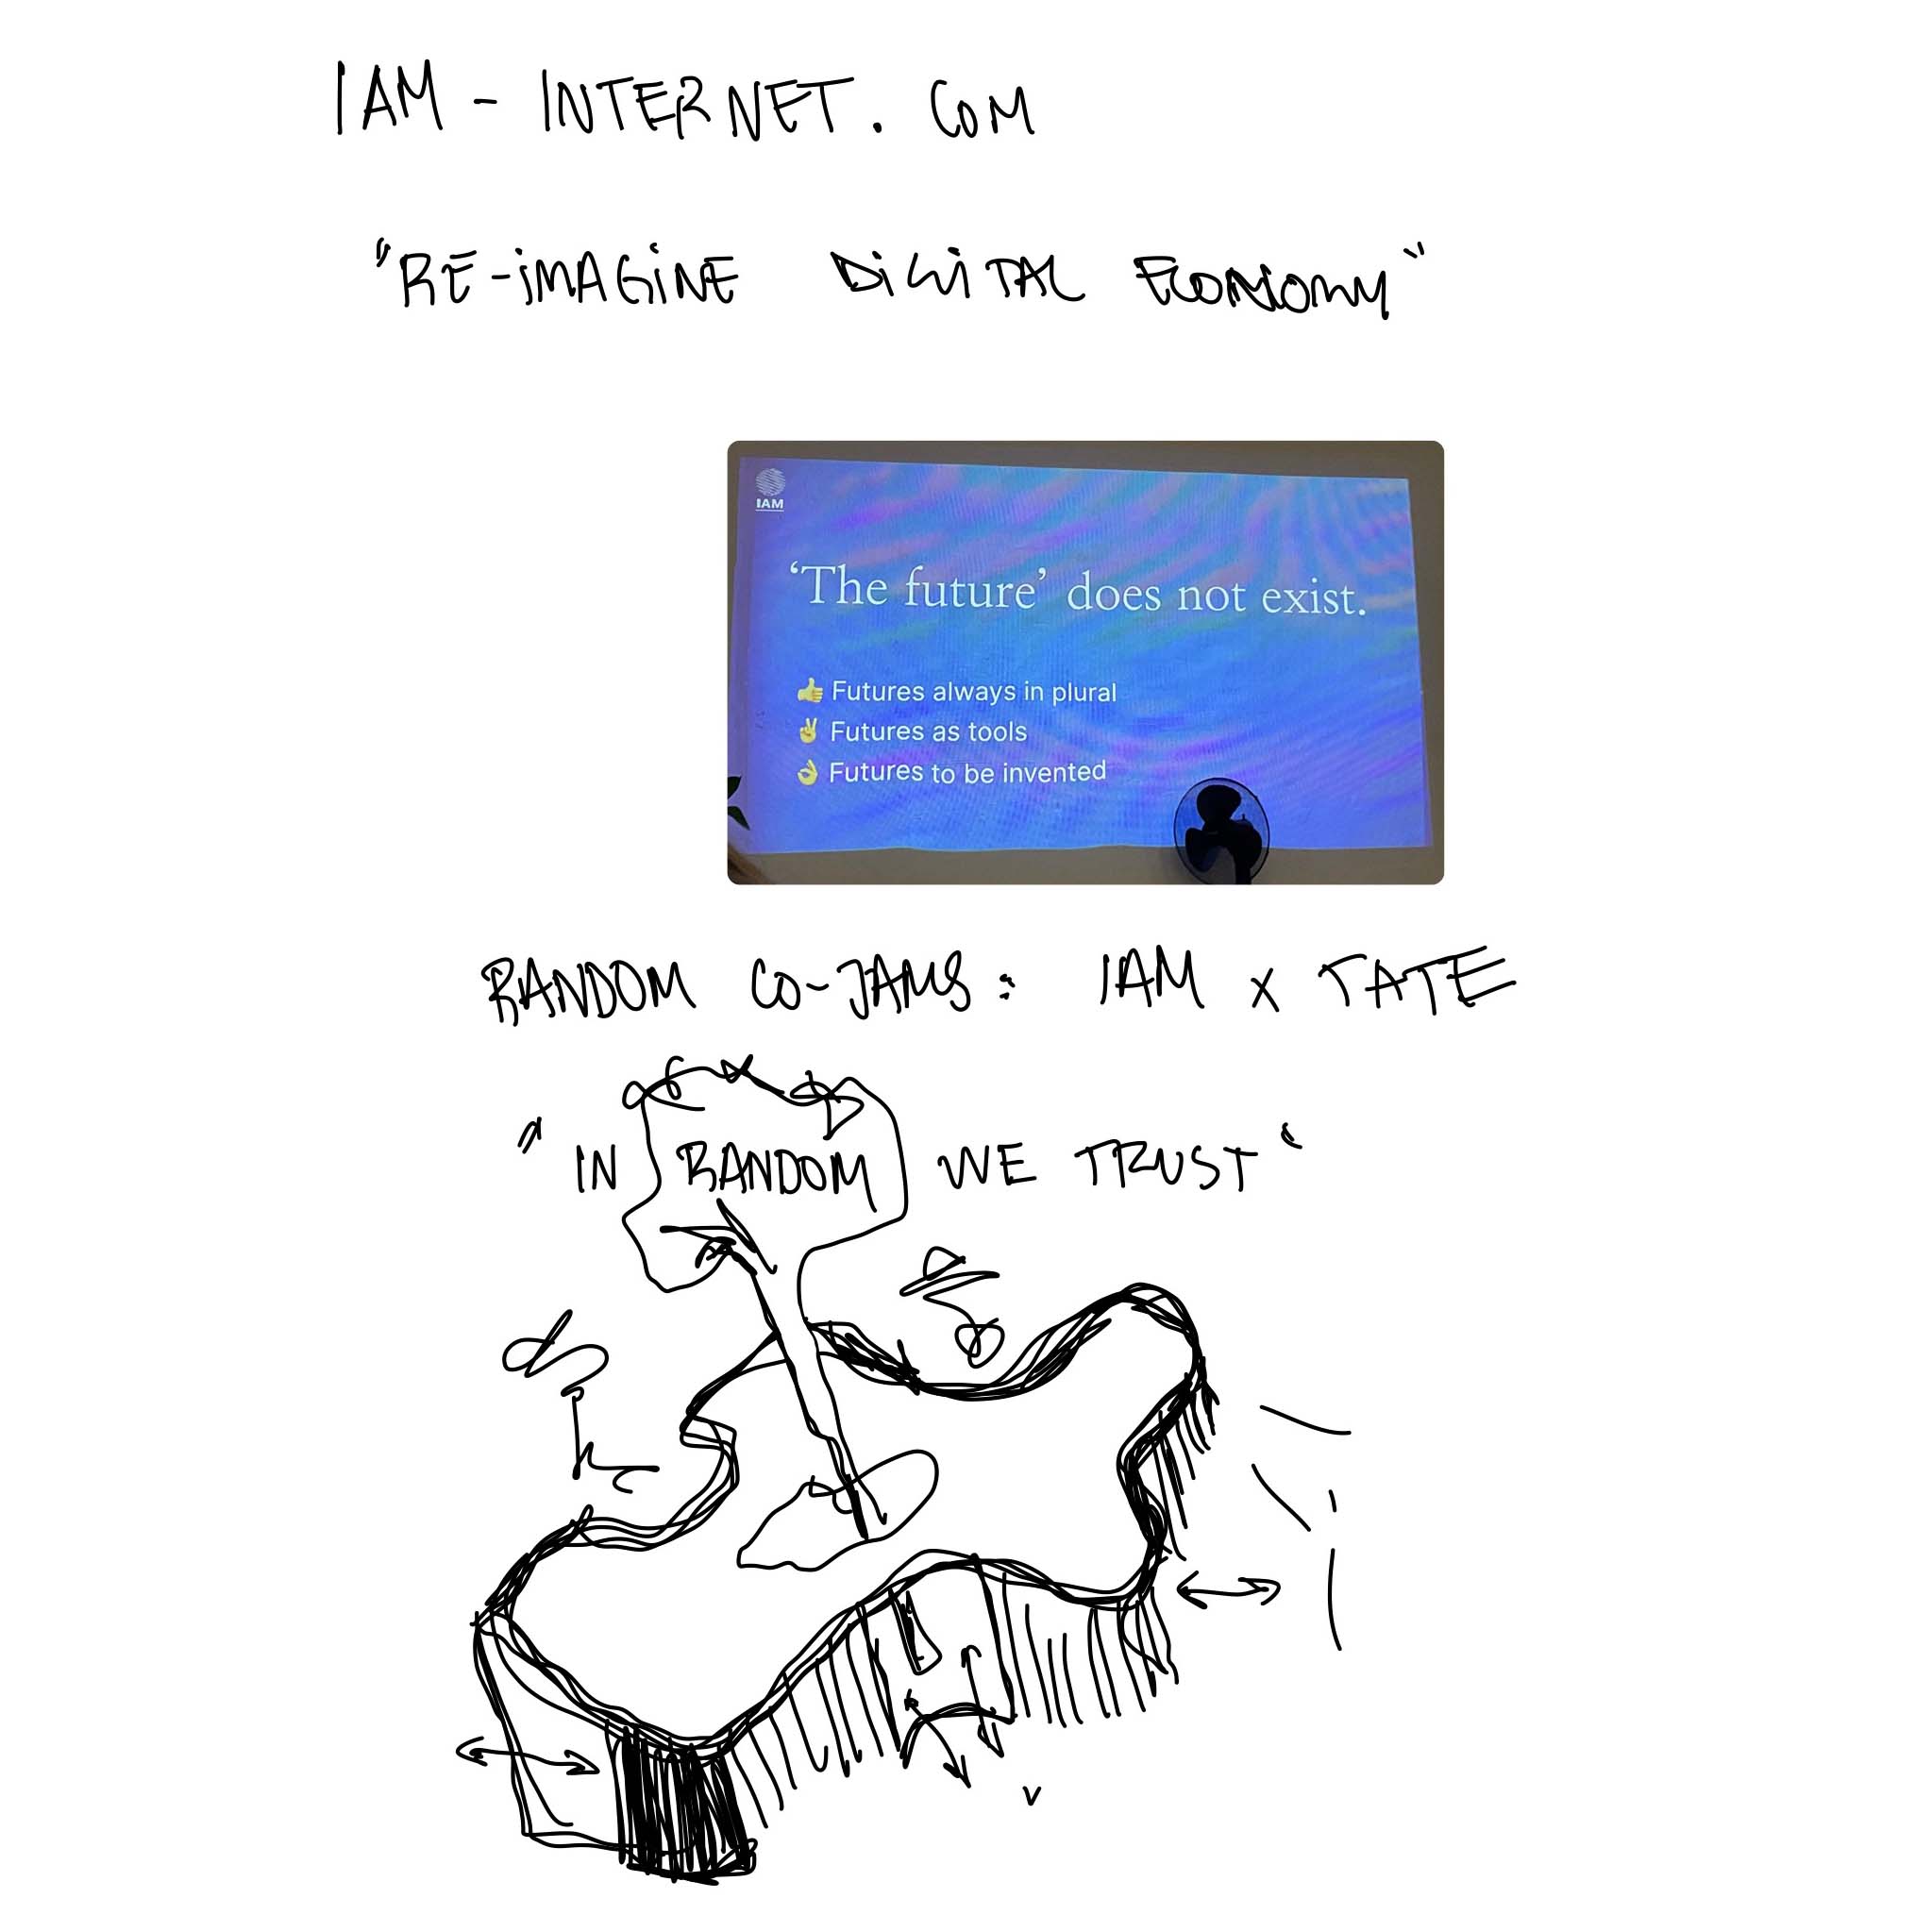 IAM - INTERNET. COM
"RE-iMAGiNE DiGiTAL ECONOMY"
IAM
‘The future’ does not exist.
👍 Futures always in plural
✌ Futures as tools
👌 Futures to be invented
RANDOM CO-JAMS: IAM x TATE
"IN RANDOM WE TRUST"